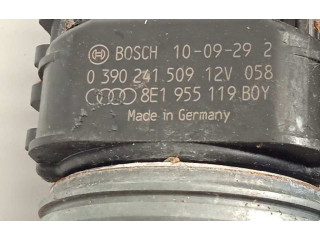 BOSCH 10-09-29 2
0 390 241 509 12V 058
8E1 955 119 B0Y
Made in Germany